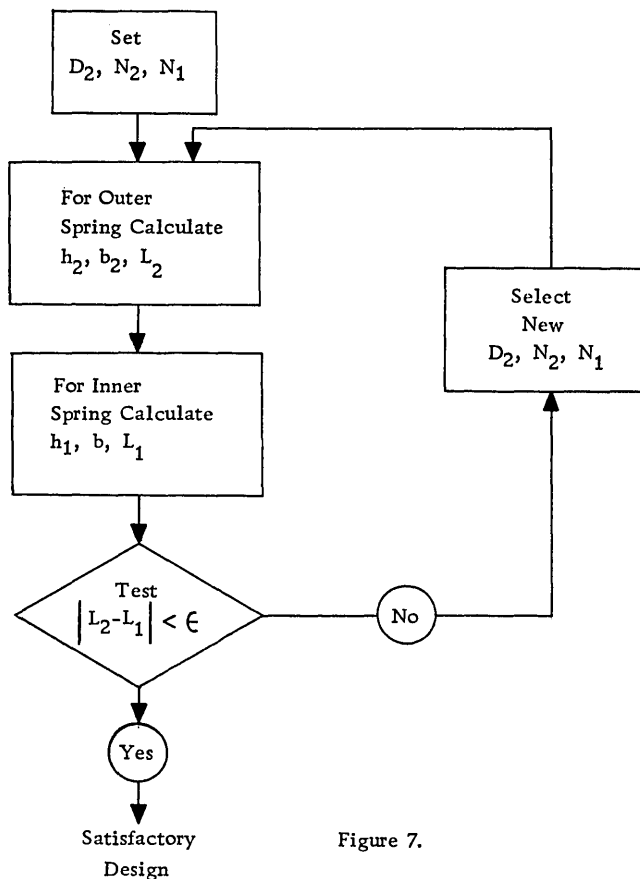 Set
D2, N2, N1
For Outer
Spring Calculate
h2, b2, L2
For Inner
Spring Calculate
h1, b, L1
Test
|L2-L1| < ϵ
No
Select
New
D2, N2, N1
Yes
Satisfactory
Design
Figure 7.